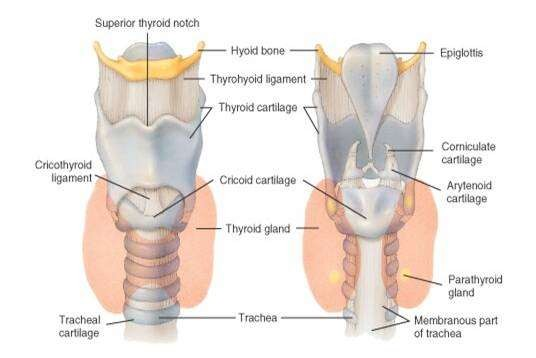 Superior thyroid notch
Hyoid bone
Epiglottis
Thyrohyoid ligament
Thyroid cartilage
Corniculate
cartilage
Cricothyroid
ligament
Cricoid cartilage
Arytenoid
cartilage
Thyroid gland
Parathyroid
gland
Tracheal
cartilage
Trachea
Membranous part
of trachea